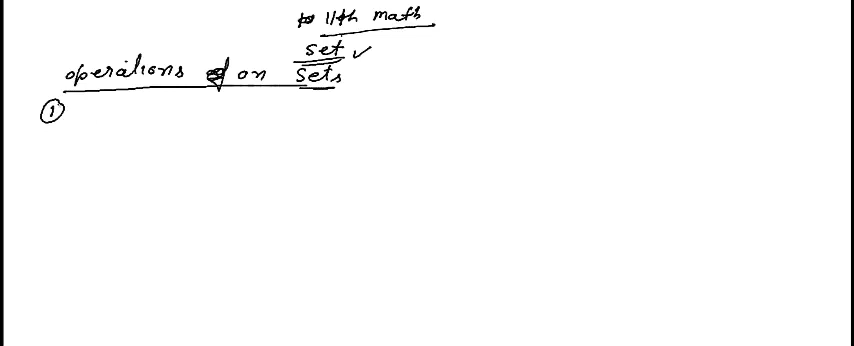 11th math
set ✓
operations on sets
①